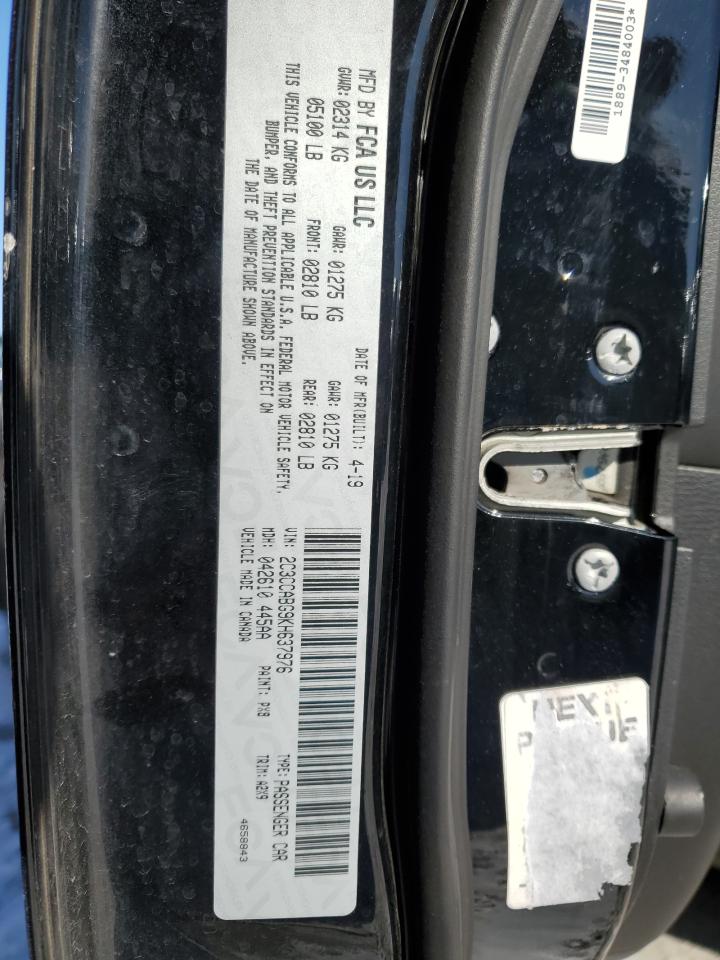 MFD BY FCA US LLC
DATE OF MFR(BUILT): 4-19
GVWR: 02314 KG GAWR: 01275 KG GAWR: 01275 KG
05100 LB FRONT: 02810 LB REAR: 02810 LB
THIS VEHICLE CONFORMS TO ALL APPLICABLE U.S.A. FEDERAL MOTOR VEHICLE SAFETY,
BUMPER, AND THEFT PREVENTION STANDARDS IN EFFECT ON
THE DATE OF MANUFACTURE SHOWN ABOVE.
VIN: 2C3CCABG9KH637976 TYPE: PASSENGER CAR
MDH: 042610 445AA PAINT: PX8 TRIM: A2X9
VEHICLE MADE IN CANADA
4658843
1889-3484003*